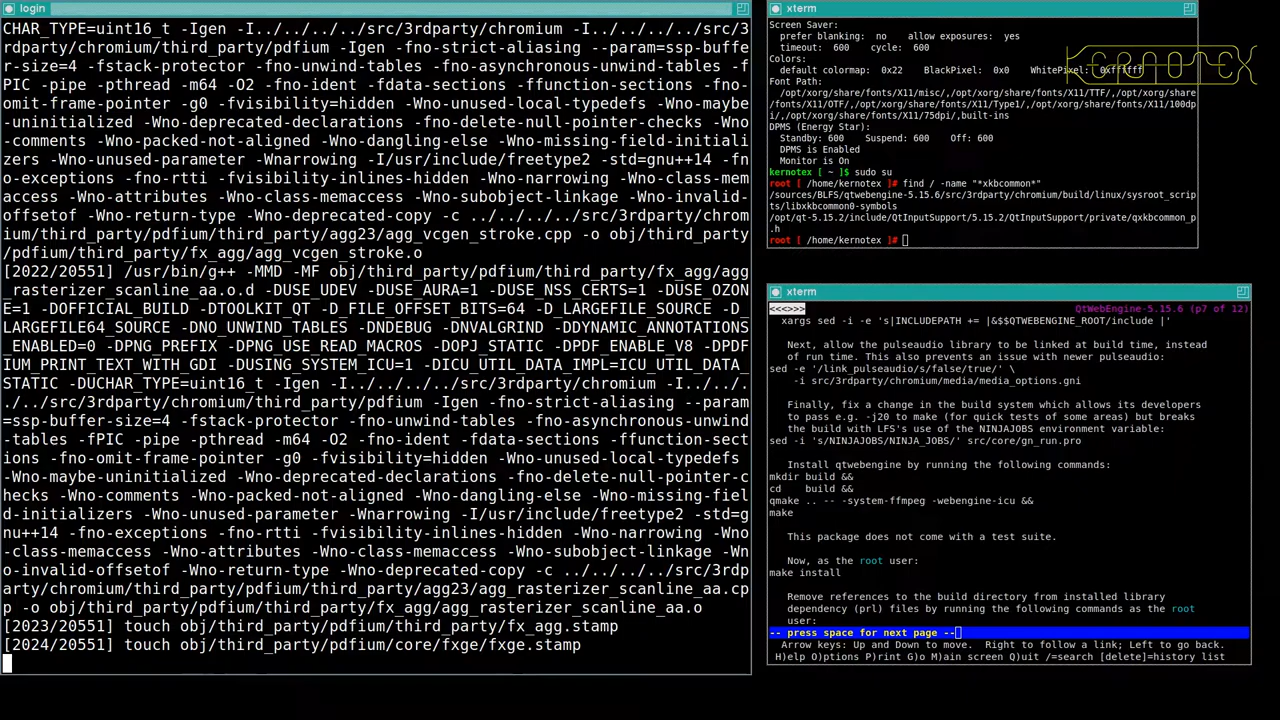 login
CHAR_TYPE=uint16_t -Igen -I../../../../src/3rdparty/chromium -I../../../../src/3
rdparty/chromium/third_party/pdfium -Igen -fno-strict-aliasing --param=ssp-buffe
r-size=4 -fstack-protector -fno-unwind-tables -fno-asynchronous-unwind-tables -f
PIC -pipe -pthread -m64 -O2 -fno-ident -fdata-sections -ffunction-sections -fno-
omit-frame-pointer -g0 -fvisibility=hidden -Wno-unused-local-typedefs -Wno-maybe
-uninitialized -Wno-deprecated-declarations -fno-delete-null-pointer-checks -Wno
-comments -Wno-packed-not-aligned -Wno-dangling-else -Wno-missing-field-initiali
zers -Wno-unused-parameter -Wnarrowing -I/usr/include/freetype2 -std=gnu++14 -fn
o-exceptions -fno-rtti -fvisibility-inlines-hidden -Wno-narrowing -Wno-class-mem
access -Wno-attributes -Wno-class-memaccess -Wno-subobject-linkage -Wno-invalid-
offsetof -Wno-return-type -Wno-deprecated-copy -c ../../../../src/3rdparty/chrom
ium/third_party/pdfium/third_party/agg23/agg_vcgen_stroke.cpp -o obj/third_party
/pdfium/third_party/fx_agg/agg_vcgen_stroke.o
[2022/20551] /usr/bin/g++ -MMD -MF obj/third_party/pdfium/third_party/fx_agg/agg
_rasterizer_scanline_aa.o.d -DUSE_UDEV -DUSE_AURA=1 -DUSE_NSS_CERTS=1 -DUSE_OZON
E=1 -DOFFICIAL_BUILD -DTOOLKIT_QT -D_FILE_OFFSET_BITS=64 -D_LARGEFILE_SOURCE -D_
LARGEFILE64_SOURCE -DNO_UNWIND_TABLES -DNDEBUG -DNVALGRIND -DDYNAMIC_ANNOTATIONS
_ENABLED=0 -DPNG_PREFIX -DPNG_USE_READ_MACROS -DOPJ_STATIC -DPDF_ENABLE_V8 -DPDF
IUM_PRINT_TEXT_WITH_GDI -DUSING_SYSTEM_ICU=1 -DICU_UTIL_DATA_IMPL=ICU_UTIL_DATA_
STATIC -DUCHAR_TYPE=uint16_t -Igen -I../../../../src/3rdparty/chromium -I../../.
./../src/3rdparty/chromium/third_party/pdfium -Igen -fno-strict-aliasing --param
=ssp-buffer-size=4 -fstack-protector -fno-unwind-tables -fno-asynchronous-unwind
-tables -fPIC -pipe -pthread -m64 -O2 -fno-ident -fdata-sections -ffunction-sect
ions -fno-omit-frame-pointer -g0 -fvisibility=hidden -Wno-unused-local-typedefs 
-Wno-maybe-uninitialized -Wno-deprecated-declarations -fno-delete-null-pointer-c
hecks -Wno-comments -Wno-packed-not-aligned -Wno-dangling-else -Wno-missing-fiel
d-initializers -Wno-unused-parameter -Wnarrowing -I/usr/include/freetype2 -std=g
nu++14 -fno-exceptions -fno-rtti -fvisibility-inlines-hidden -Wno-narrowing -Wno
-class-memaccess -Wno-attributes -Wno-class-memaccess -Wno-subobject-linkage -Wn
o-invalid-offsetof -Wno-return-type -Wno-deprecated-copy -c ../../../../src/3rdp
arty/chromium/third_party/pdfium/third_party/agg23/agg_rasterizer_scanline_aa.cp
p -o obj/third_party/pdfium/third_party/fx_agg/agg_rasterizer_scanline_aa.o
[2023/20551] touch obj/third_party/pdfium/third_party/fx_agg.stamp
[2024/20551] touch obj/third_party/pdfium/core/fxge/fxge.stamp
xterm
Screen Saver:
prefer blanking:  no    allow exposures:  yes
timeout:  600    cycle:  600
Colors:
default colormap:  0x22    BlackPixel:  0x0    WhitePixel:  0xffffff
KERNOTEX
Font Path:
/opt/xorg/share/fonts/X11/misc/,/opt/xorg/share/fonts/X11/TTF/,/opt/xorg/share
/fonts/X11/OTF/,/opt/xorg/share/fonts/X11/Type1/,/opt/xorg/share/fonts/X11/100dp
i/,/opt/xorg/share/fonts/X11/75dpi/,built-ins
DPMS (Energy Star):
Standby: 600    Suspend: 600    Off: 600
DPMS is Enabled
Monitor is On
kernotex [ ~ ]$ sudo su
root [ /home/kernotex ]# find / -name "*xkbcommon*"
/sources/BLFS/qtwebengine-5.15.6/src/3rdparty/chromium/build/linux/sysroot_scrip
ts/libxkbcommon0-symbols
/opt/qt-5.15.2/include/QtInputSupport/5.15.2/QtInputSupport/private/qxkbcommon_p
.h
root [ /home/kernotex ]#
xterm
<<<>>> QtWebEngine-5.15.6 (p7 of 12)
xargs sed -i -e 's|INCLUDEPATH += |&$$QTWEBENGINE_ROOT/include |'
Next, allow the pulseaudio library to be linked at build time, instead
of run time. This also prevents an issue with newer pulseaudio:
sed -e '/link_pulseaudio/s/false/true/' \
-i src/3rdparty/chromium/media/media_options.gni
Finally, fix a change in the build system which allows its developers
to pass e.g. -j20 to make (for quick tests of some areas) but breaks
the build with LFS's use of the NINJAJOBS environment variable:
sed -i 's/NINJAJOBS/NINJA_JOBS/' src/core/gn_run.pro
Install qtwebengine by running the following commands:
mkdir build &&
cd    build &&
qmake .. -- -system-ffmpeg -webengine-icu &&
make
This package does not come with a test suite.
Now, as the root user:
make install
Remove references to the build directory from installed library
dependency (prl) files by running the following commands as the root
user:
-- press space for next page --
Arrow keys: Up and Down to move.  Right to follow a link; Left to go back.
H)elp O)ptions P)rint G)o M)ain screen Q)uit /=search [delete]=history list